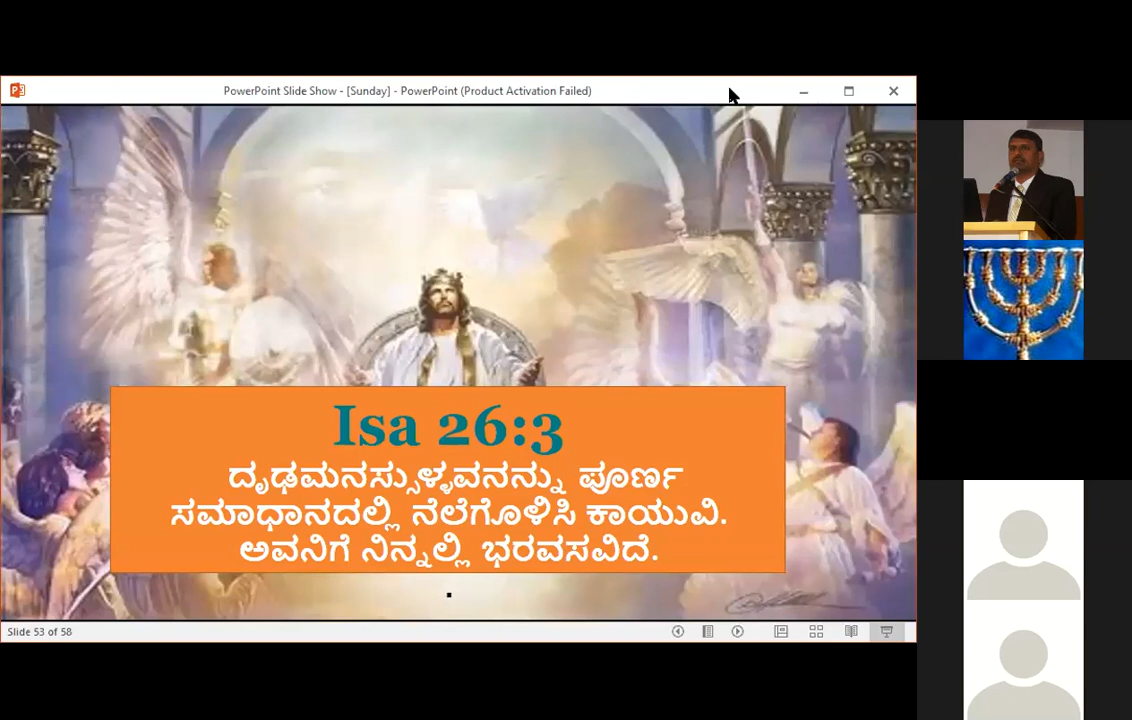 PowerPoint Slide Show - [Sunday] - PowerPoint (Product Activation Failed)
Isa 26:3
ದೃಢಮನಸ್ಸುಳ್ಳವನನ್ನು ಪೂರ್ಣ
ಸಮಾಧಾನದಲ್ಲಿ ನೆಲೆಗೊಳಿಸಿ ಕಾಯುವಿ.
ಅವನಿಗೆ ನಿನ್ನಲ್ಲಿ ಭರವಸವಿದೆ.
.
Slide 53 of 58